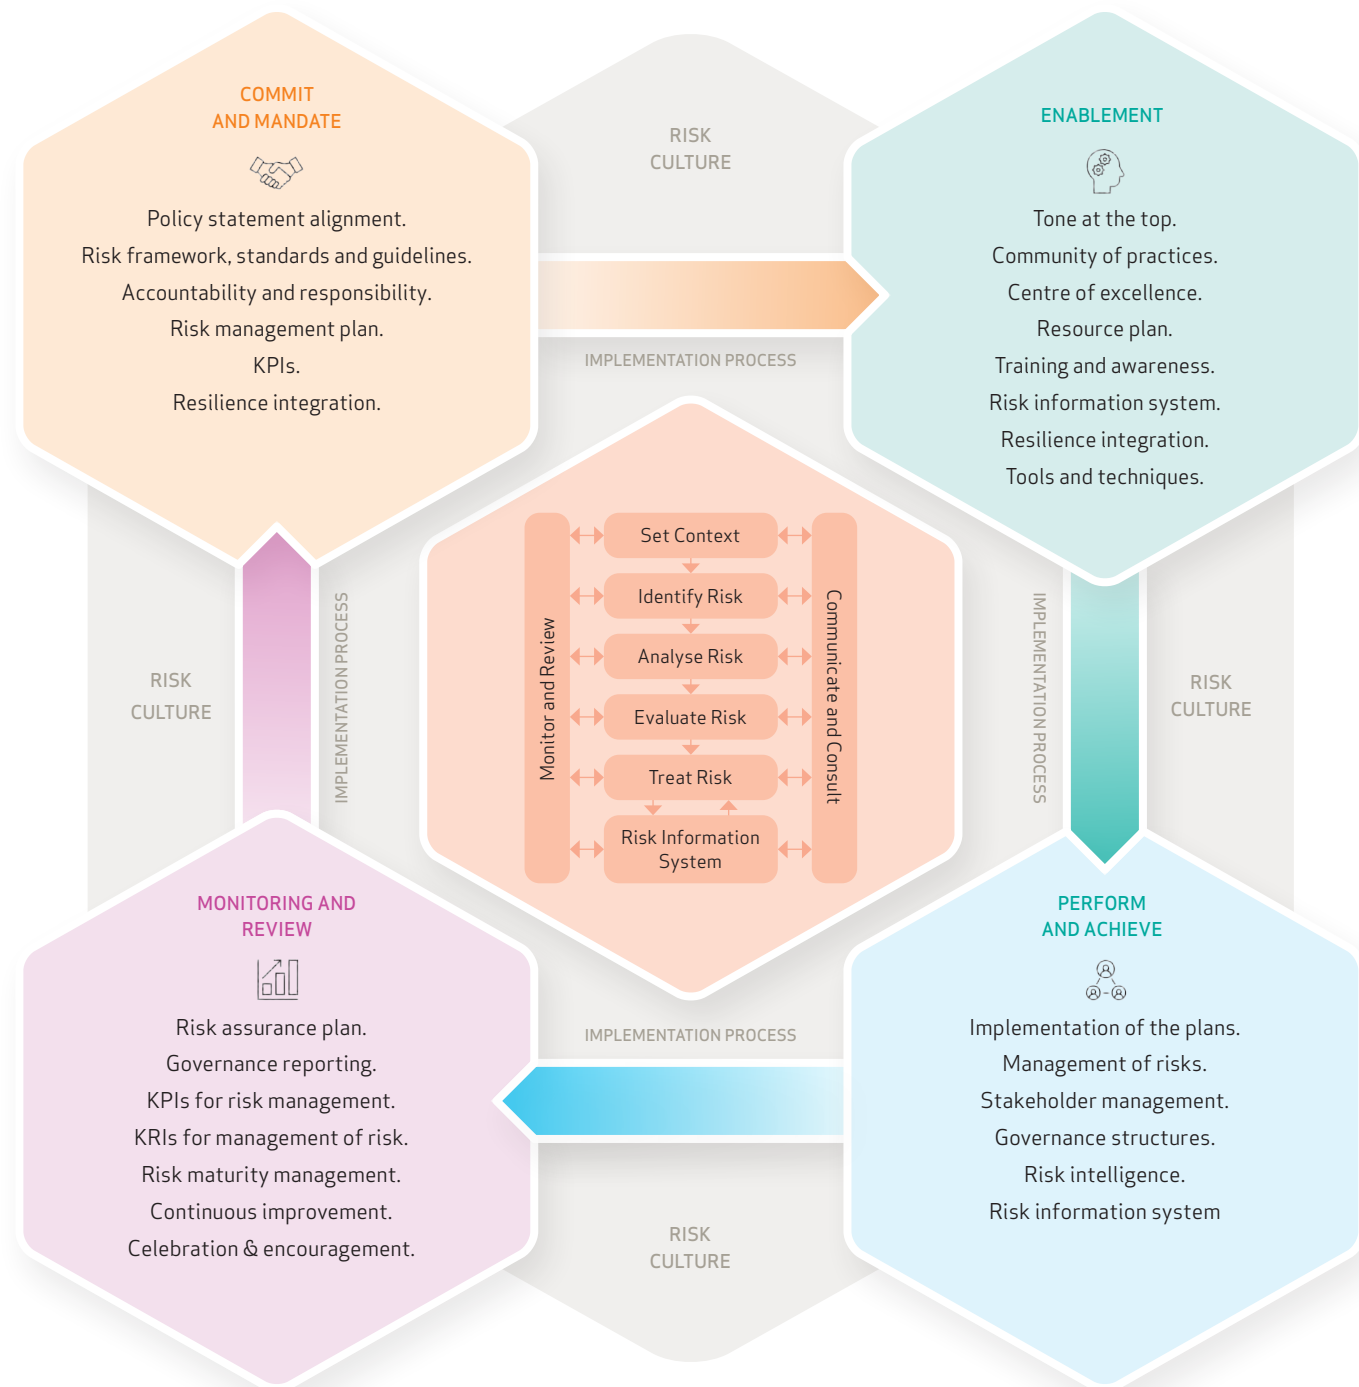 COMMIT
AND MANDATE
Policy statement alignment.
Risk framework, standards and guidelines.
Accountability and responsibility.
Risk management plan.
KPIs.
Resilience integration.
RISK
CULTURE
IMPLEMENTATION PROCESS
ENABLEMENT
Tone at the top.
Community of practices.
Centre of excellence.
Resource plan.
Training and awareness.
Risk information system.
Resilience integration.
Tools and techniques.
RISK
CULTURE
IMPLEMENTATION PROCESS
Monitor and Review
Set Context
Identify Risk
Analyse Risk
Evaluate Risk
Treat Risk
Risk Information
System
Communicate and Consult
IMPLEMENTATION PROCESS
RISK
CULTURE
MONITORING AND
REVIEW
Risk assurance plan.
Governance reporting.
KPIs for risk management.
KRIs for management of risk.
Risk maturity management.
Continuous improvement.
Celebration & encouragement.
IMPLEMENTATION PROCESS
RISK
CULTURE
PERFORM
AND ACHIEVE
Implementation of the plans.
Management of risks.
Stakeholder management.
Governance structures.
Risk intelligence.
Risk information system